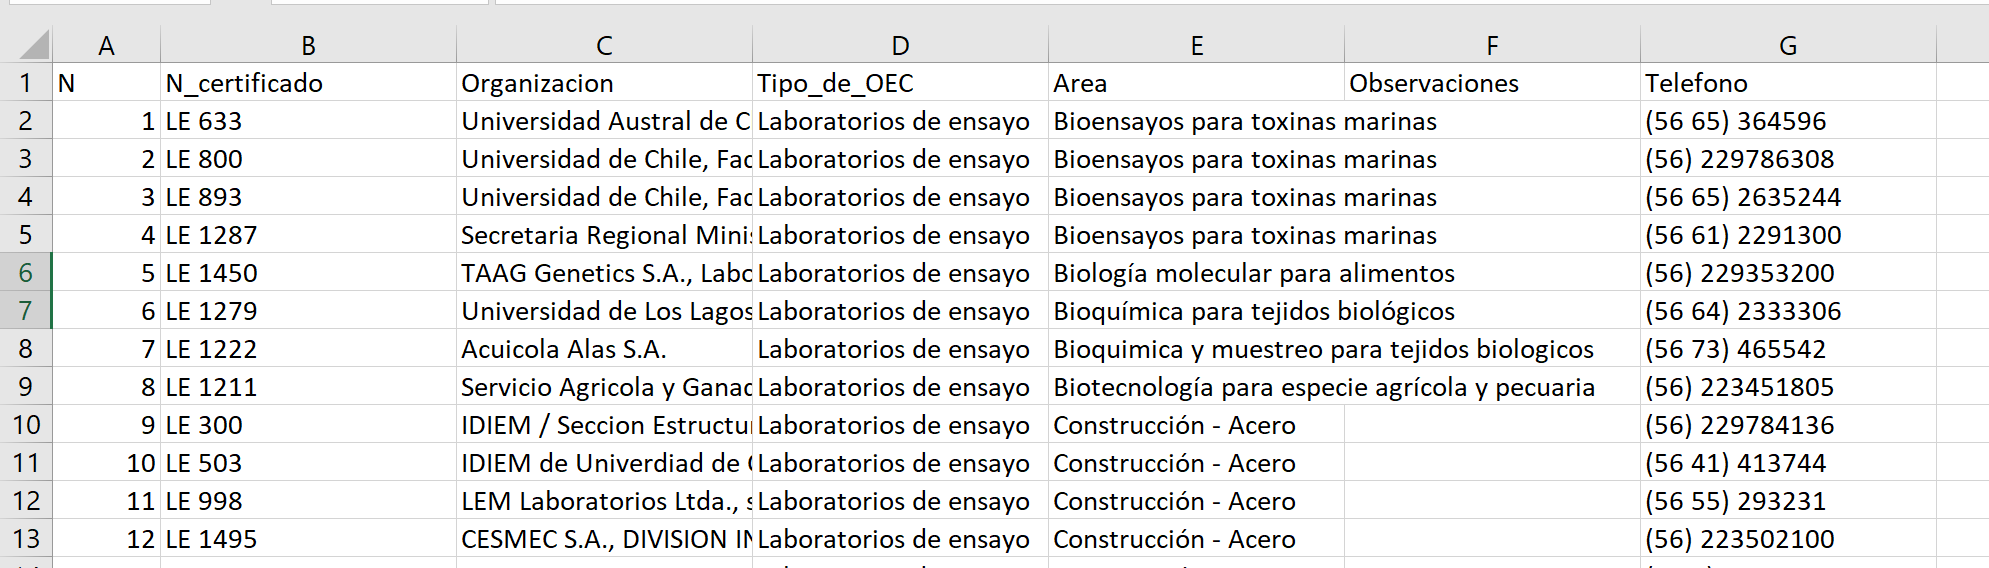 A B C D E F G
1 N N_certificado Organizacion Tipo_de_OEC Area Observaciones Telefono
2 1 LE 633 Universidad Austral de C Laboratorios de ensayo Bioensayos para toxinas marinas (56 65) 364596
3 2 LE 800 Universidad de Chile, Fac Laboratorios de ensayo Bioensayos para toxinas marinas (56) 229786308
4 3 LE 893 Universidad de Chile, Fac Laboratorios de ensayo Bioensayos para toxinas marinas (56 65) 2635244
5 4 LE 1287 Secretaria Regional Minis Laboratorios de ensayo Bioensayos para toxinas marinas (56 61) 2291300
6 5 LE 1450 TAAG Genetics S.A., Labo Laboratorios de ensayo Biología molecular para alimentos (56) 229353200
7 6 LE 1279 Universidad de Los Lagos Laboratorios de ensayo Bioquímica para tejidos biológicos (56 64) 2333306
8 7 LE 1222 Acuicola Alas S.A. Laboratorios de ensayo Bioquimica y muestreo para tejidos biologicos (56 73) 465542
9 8 LE 1211 Servicio Agricola y Ganad Laboratorios de ensayo Biotecnología para especie agrícola y pecuaria (56) 223451805
10 9 LE 300 IDIEM / Seccion Estructu Laboratorios de ensayo Construcción - Acero (56) 229784136
11 10 LE 503 IDIEM de Univerdiad de Laboratorios de ensayo Construcción - Acero (56 41) 413744
12 11 LE 998 LEM Laboratorios Ltda., s Laboratorios de ensayo Construcción - Acero (56 55) 293231
13 12 LE 1495 CESMEC S.A., DIVISION IN Laboratorios de ensayo Construcción - Acero (56) 223502100